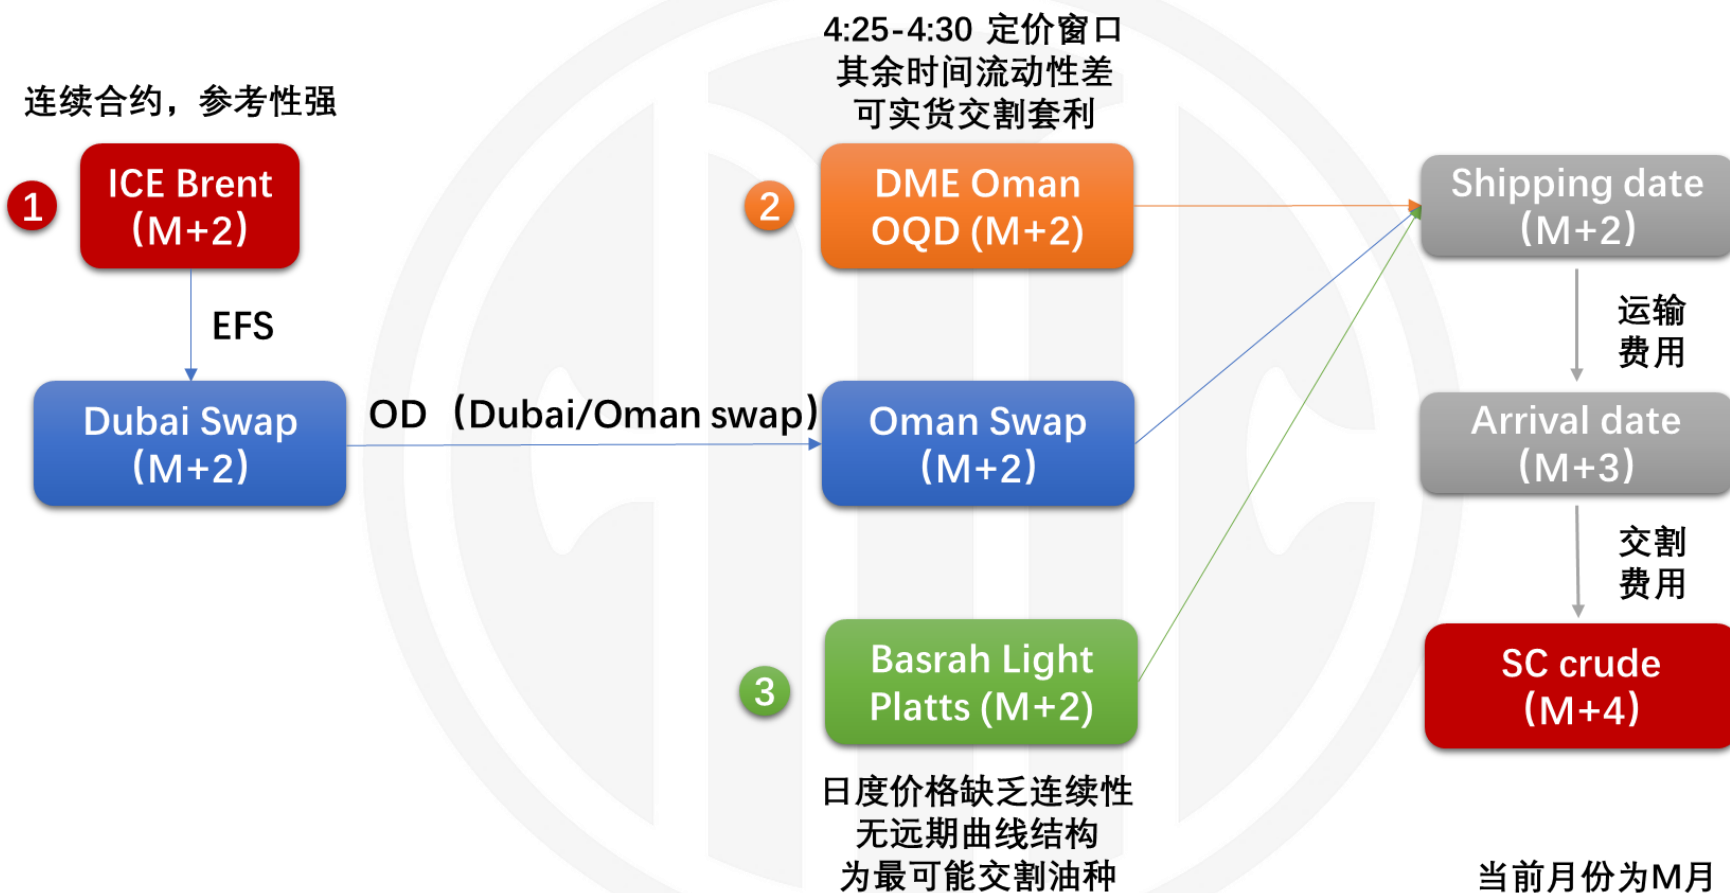 4:25-4:30 定价窗口
其余时间流动性差
可实货交割套利
连续合约，参考性强
1
ICE Brent
(M+2)
2
DME Oman
OQD (M+2)
Shipping date
(M+2)
EFS
运输
费用
Dubai Swap
(M+2)
OD （Dubai/Oman swap）
Oman Swap
(M+2)
Arrival date
(M+3)
交割
费用
3
Basrah Light
Platts (M+2)
SC crude
(M+4)
日度价格缺乏连续性
无远期曲线结构
为最可能交割油种
当前月份为M月